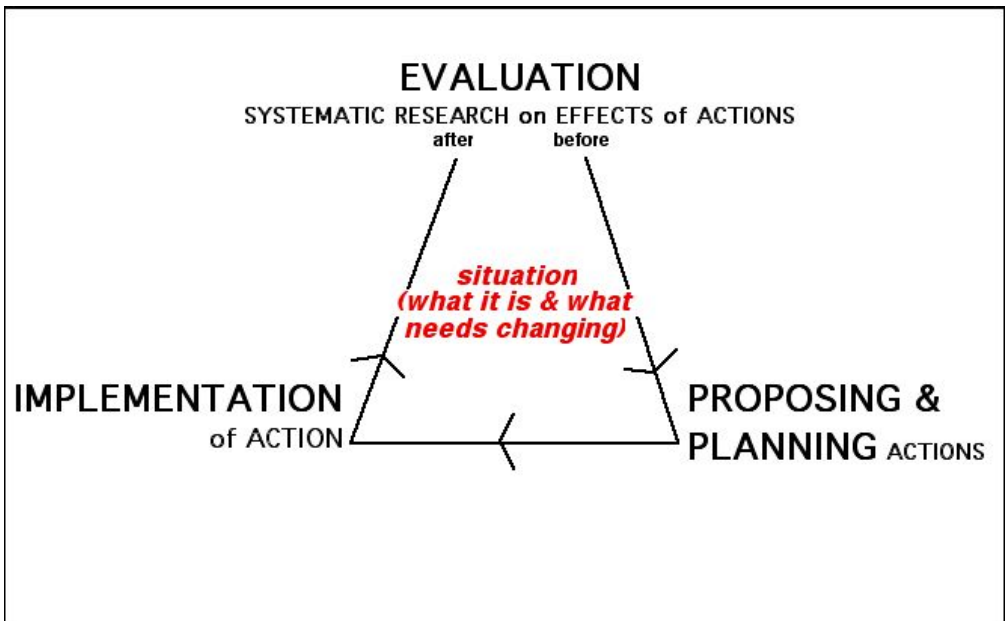 EVALUATION
SYSTEMATIC RESEARCH on EFFECTS of ACTIONS
after before
situation
(what it is & what
needs changing)
IMPLEMENTATION
of ACTION
PROPOSING &
PLANNING ACTIONS